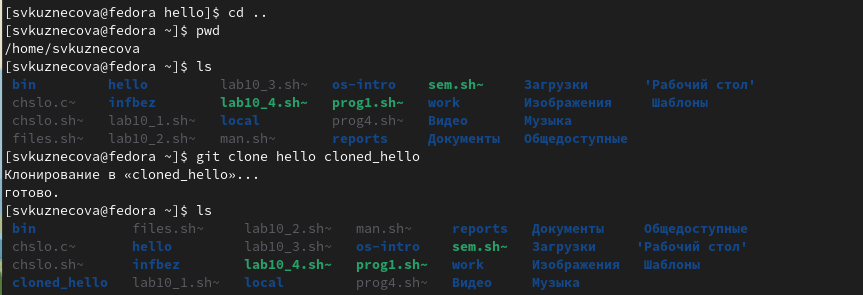 [svkuznecova@fedora hello]$ cd ..
[svkuznecova@fedora ~]$ pwd
/home/svkuznecova
[svkuznecova@fedora ~]$ ls
bin hello lab10_3.sh~ os-intro sem.sh~ Загрузки 'Рабочий стол'
chslo.c~ infbez lab10_4.sh~ prog1.sh~ work Изображения Шаблоны
chslo.sh~ lab10_1.sh~ local prog4.sh~ Видео Музыка
files.sh~ lab10_2.sh~ man.sh~ reports Документы Общедоступные
[svkuznecova@fedora ~]$ git clone hello cloned_hello
Клонирование в «cloned_hello»...
готово.
[svkuznecova@fedora ~]$ ls
bin files.sh~ lab10_2.sh~ man.sh~ reports Документы Общедоступные
chslo.c~ hello lab10_3.sh~ os-intro sem.sh~ Загрузки 'Рабочий стол'
chslo.sh~ infbez lab10_4.sh~ prog1.sh~ work Изображения Шаблоны
cloned_hello lab10_1.sh~ local prog4.sh~ Видео Музыка